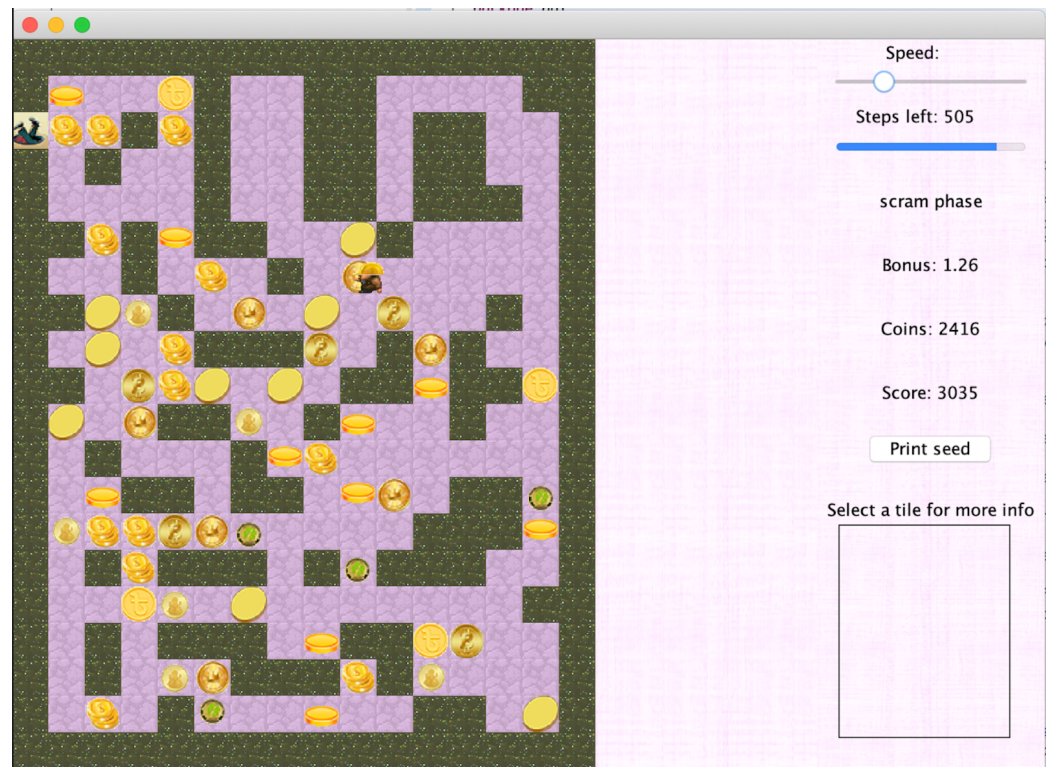 Speed:
Steps left: 505
scram phase
Bonus: 1.26
Coins: 2416
Score: 3035
Print seed
Select a tile for more info